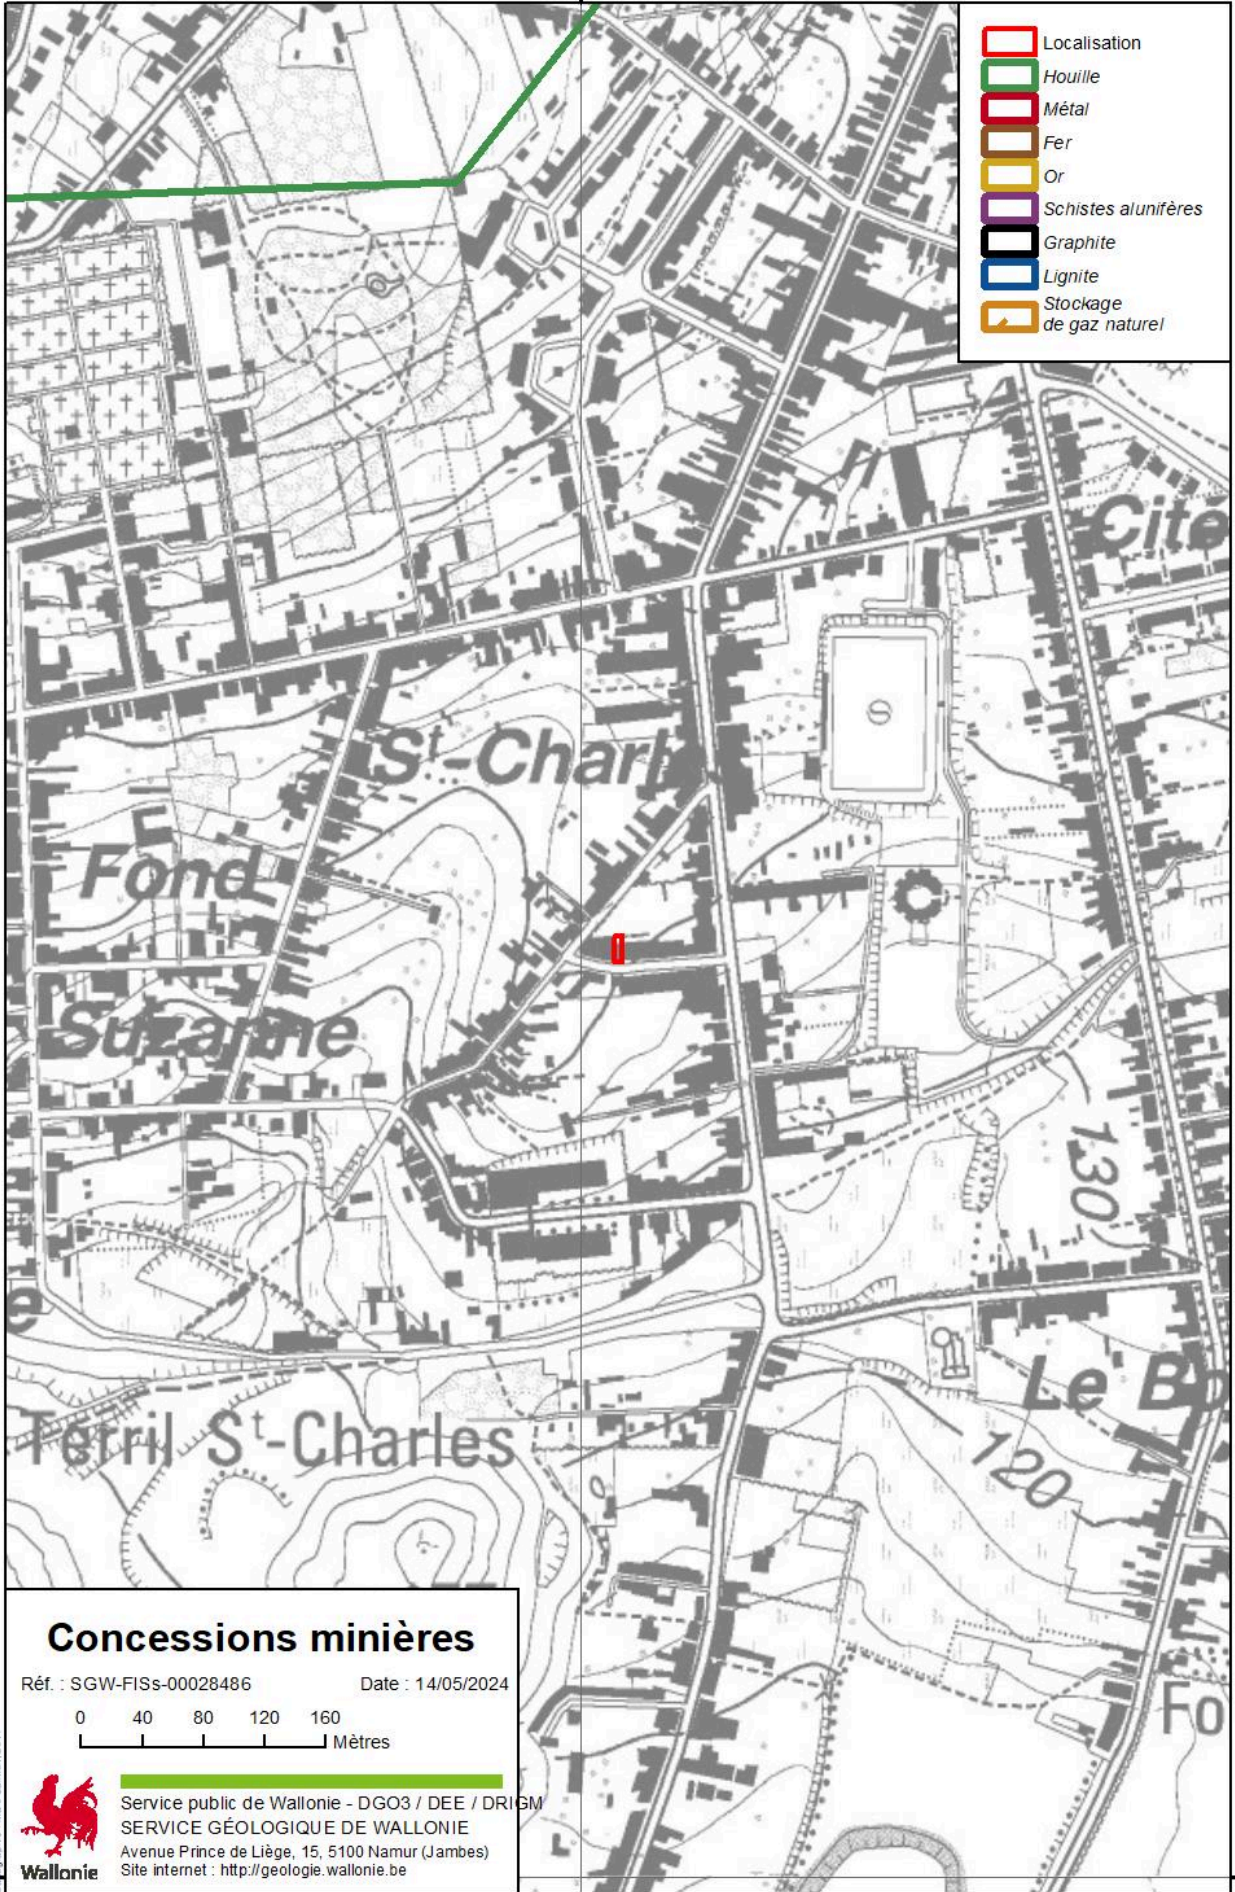 Localisation
Houille
Métal
Fer
Or
Schistes alunifères
Graphite
Lignite
Stockage
de gaz naturel
Cité
St.-Charl
Fond
Suzanne
130
e
Le Bo
Terril St-Charles
120
Fo
Concessions minières
Réf. : SGW-FISs-00028486 Date : 14/05/2024
0 40 80 120 160
Mètres
Service public de Wallonie - DGO3 / DEE / DRIGM
SERVICE GÉOLOGIQUE DE WALLONIE
Avenue Prince de Liège, 15, 5100 Namur (Jambes)
Site internet : http://geologie.wallonie.be
Wallonie